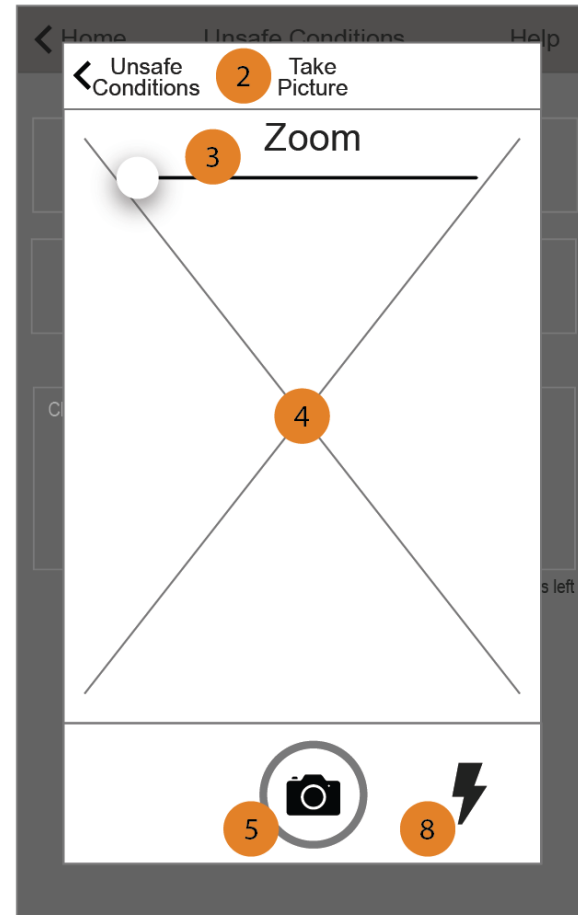 Home Unsafe Conditions Help
Unsafe Take
Conditions 2 Picture
Zoom
3
4
s left
5
8